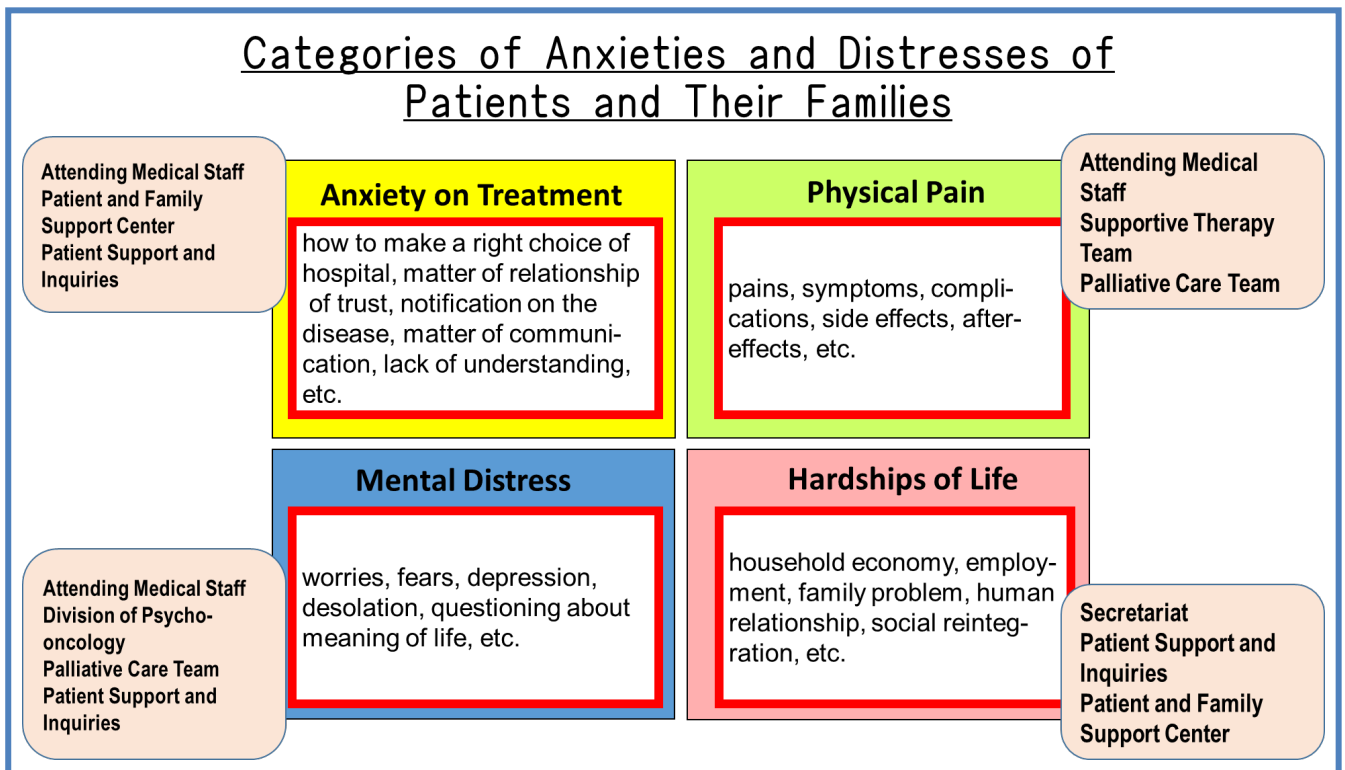 Categories of Anxieties and Distresses of
Patients and Their Families
Attending Medical Staff
Patient and Family
Support Center
Patient Support and
Inquiries
Anxiety on Treatment
how to make a right choice of
hospital, matter of relationship
of trust, notification on the
disease, matter of communi-
cation, lack of understanding,
etc.
Physical Pain
pains, symptoms, compli-
cations, side effects, after-
effects, etc.
Attending Medical
Staff
Supportive Therapy
Team
Palliative Care Team
Attending Medical Staff
Division of Psycho-
oncology
Palliative Care Team
Patient Support and
Inquiries
Mental Distress
worries, fears, depression,
desolation, questioning about
meaning of life, etc.
Hardships of Life
household economy, employ-
ment, family problem, human
relationship, social reinteg-
ration, etc.
Secretariat
Patient Support and
Inquiries
Patient and Family
Support Center